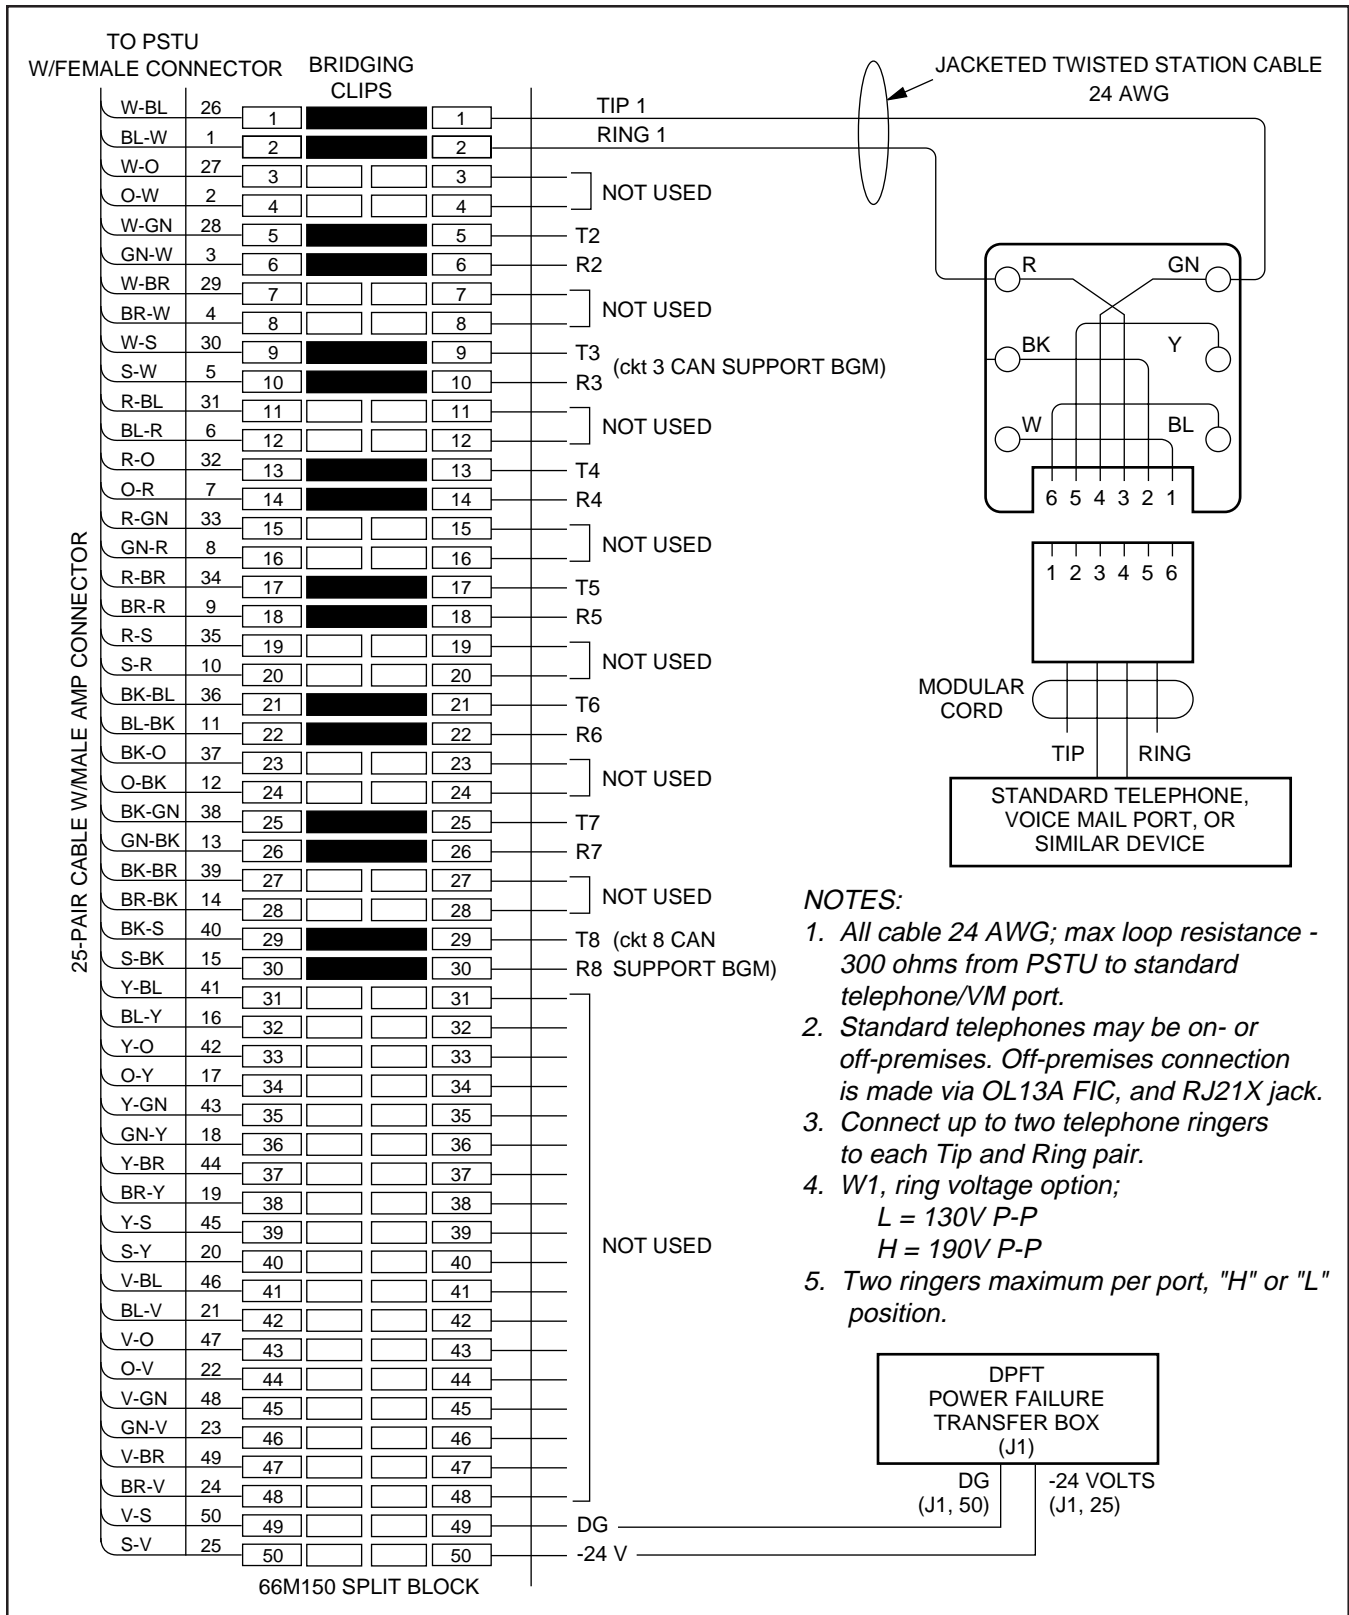 TO PSTU
W/FEMALE CONNECTOR
BRIDGING
CLIPS
JACKETED TWISTED STATION CABLE
24 AWG
25-PAIR CABLE W/MALE AMP CONNECTOR
W-BL 26 1 1 TIP 1
BL-W 1 2 2 RING 1
W-O 27 3 3
NOT USED
O-W 2 4 4
W-GN 28 5 5 T2
GN-W 3 6 6 R2
W-BR 29 7 7
NOT USED
BR-W 4 8 8
W-S 30 9 9 T3
(ckt 3 CAN SUPPORT BGM)
S-W 5 10 10 R3
R-BL 31 11 11
NOT USED
BL-R 6 12 12
R-O 32 13 13 T4
O-R 7 14 14 R4
R-GN 33 15 15
NOT USED
GN-R 8 16 16
R-BR 34 17 17 T5
BR-R 9 18 18 R5
R-S 35 19 19
NOT USED
S-R 10 20 20
BK-BL 36 21 21 T6
BL-BK 11 22 22 R6
BK-O 37 23 23
NOT USED
O-BK 12 24 24
BK-GN 38 25 25 T7
GN-BK 13 26 26 R7
BK-BR 39 27 27
NOT USED
BR-BK 14 28 28
BK-S 40 29 29 T8 (ckt 8 CAN
S-BK 15 30 30 R8 SUPPORT BGM)
Y-BL 41 31 31
BL-Y 16 32 32
Y-O 42 33 33
O-Y 17 34 34
Y-GN 43 35 35
GN-Y 18 36 36
Y-BR 44 37 37
BR-Y 19 38 38
Y-S 45 39 39
NOT USED
S-Y 20 40 40
V-BL 46 41 41
BL-V 21 42 42
V-O 47 43 43
O-V 22 44 44
V-GN 48 45 45
GN-V 23 46 46
V-BR 49 47 47
BR-V 24 48 48
V-S 50 49 49 DG
S-V 25 50 50 -24 V
66M150 SPLIT BLOCK
R GN
BK Y
W BL
6 5 4 3 2 1
1 2 3 4 5 6
MODULAR
CORD
TIP RING
STANDARD TELEPHONE,
VOICE MAIL PORT, OR
SIMILAR DEVICE
NOTES:
1. All cable 24 AWG; max loop resistance -
300 ohms from PSTU to standard
telephone/VM port.
2. Standard telephones may be on- or
off-premises. Off-premises connection
is made via OL13A FIC, and RJ21X jack.
3. Connect up to two telephone ringers
to each Tip and Ring pair.
4. W1, ring voltage option;
L = 130V P-P
H = 190V P-P
5. Two ringers maximum per port, "H" or "L"
position.
DPFT
POWER FAILURE
TRANSFER BOX
(J1)
DG
(J1, 50)
-24 VOLTS
(J1, 25)